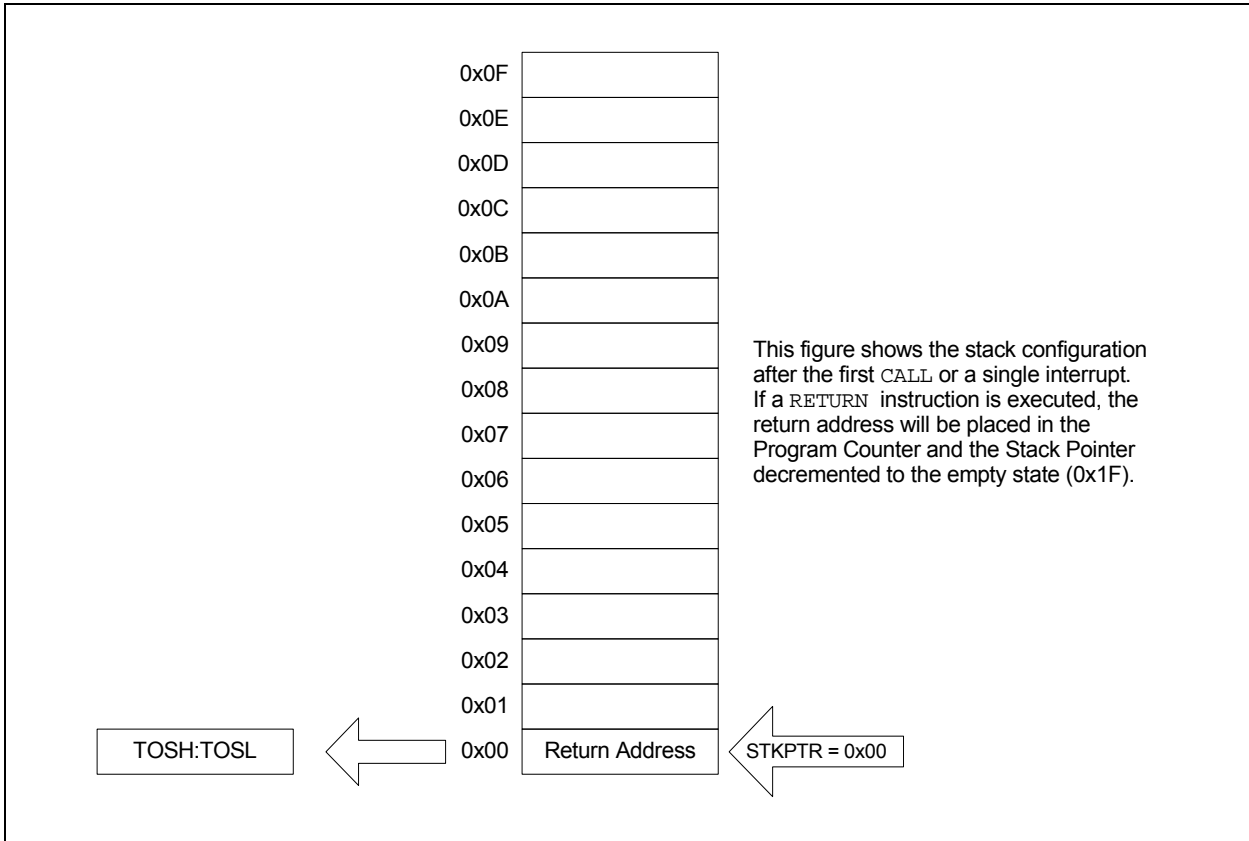 0x0F
0x0E
0x0D
0x0C
0x0B
0x0A
0x09
0x08
0x07
0x06
0x05
0x04
0x03
0x02
0x01
0x00
Return Address
TOSH:TOSL
STKPTR = 0x00
This figure shows the stack configuration
after the first CALL or a single interrupt.
If a RETURN instruction is executed, the
return address will be placed in the
Program Counter and the Stack Pointer
decremented to the empty state (0x1F).